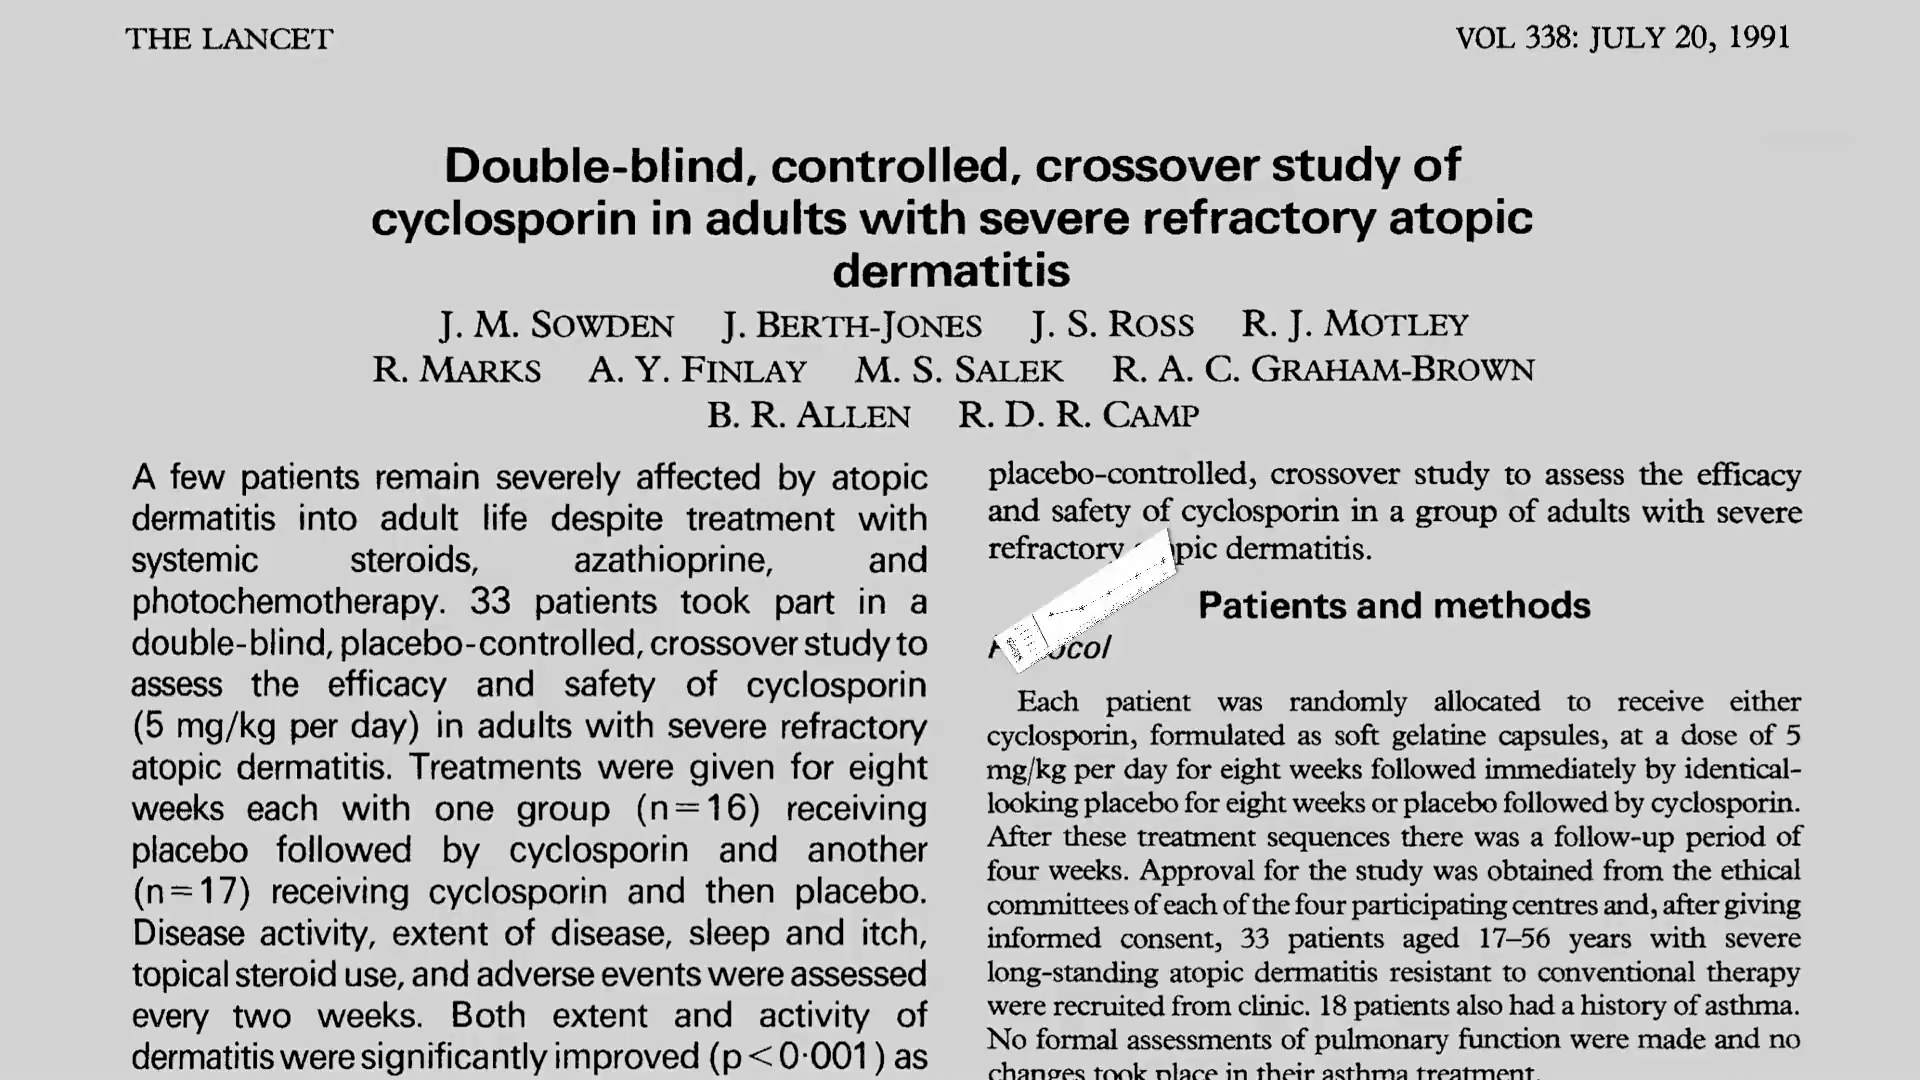 THE LANCET
VOL 338: JULY 20, 1991
Double-blind, controlled, crossover study of
cyclosporin in adults with severe refractory atopic
dermatitis
J. M. SOWDEN J. BERTH-JONES J. S. ROSS R. J. MOTLEY
R. MARKS A. Y. FINLAY M. S. SALEK R. A. C. GRAHAM-BROWN
B. R. ALLEN R. D. R. CAMP
A few patients remain severely affected by atopic
dermatitis into adult life despite treatment with
systemic steroids, azathioprine, and
photochemotherapy. 33 patients took part in a
double-blind, placebo-controlled, crossover study to
assess the efficacy and safety of cyclosporin
(5 mg/kg per day) in adults with severe refractory
atopic dermatitis. Treatments were given for eight
weeks each with one group (n=16) receiving
placebo followed by cyclosporin and another
(n=17) receiving cyclosporin and then placebo.
Disease activity, extent of disease, sleep and itch,
topical steroid use, and adverse events were assessed
every two weeks. Both extent and activity of
dermatitis were significantly improved (p<0·001) as
placebo-controlled, crossover study to assess the efficacy
and safety of cyclosporin in a group of adults with severe
refractory dermatitis.
Patients and methods
Each patient was randomly allocated to receive either
cyclosporin, formulated as soft gelatine capsules, at a dose of 5
mg/kg per day for eight weeks followed immediately by identical-
looking placebo for eight weeks or placebo followed by cyclosporin.
After these treatment sequences there was a follow-up period of
four weeks. Approval for the study was obtained from the ethical
committees of each of the four participating centres and, after giving
informed consent, 33 patients aged 17–56 years with severe
long-standing atopic dermatitis resistant to conventional therapy
were recruited from clinic. 18 patients also had a history of asthma.
No formal assessments of pulmonary function were made and no
changes took place in their asthma treatment.